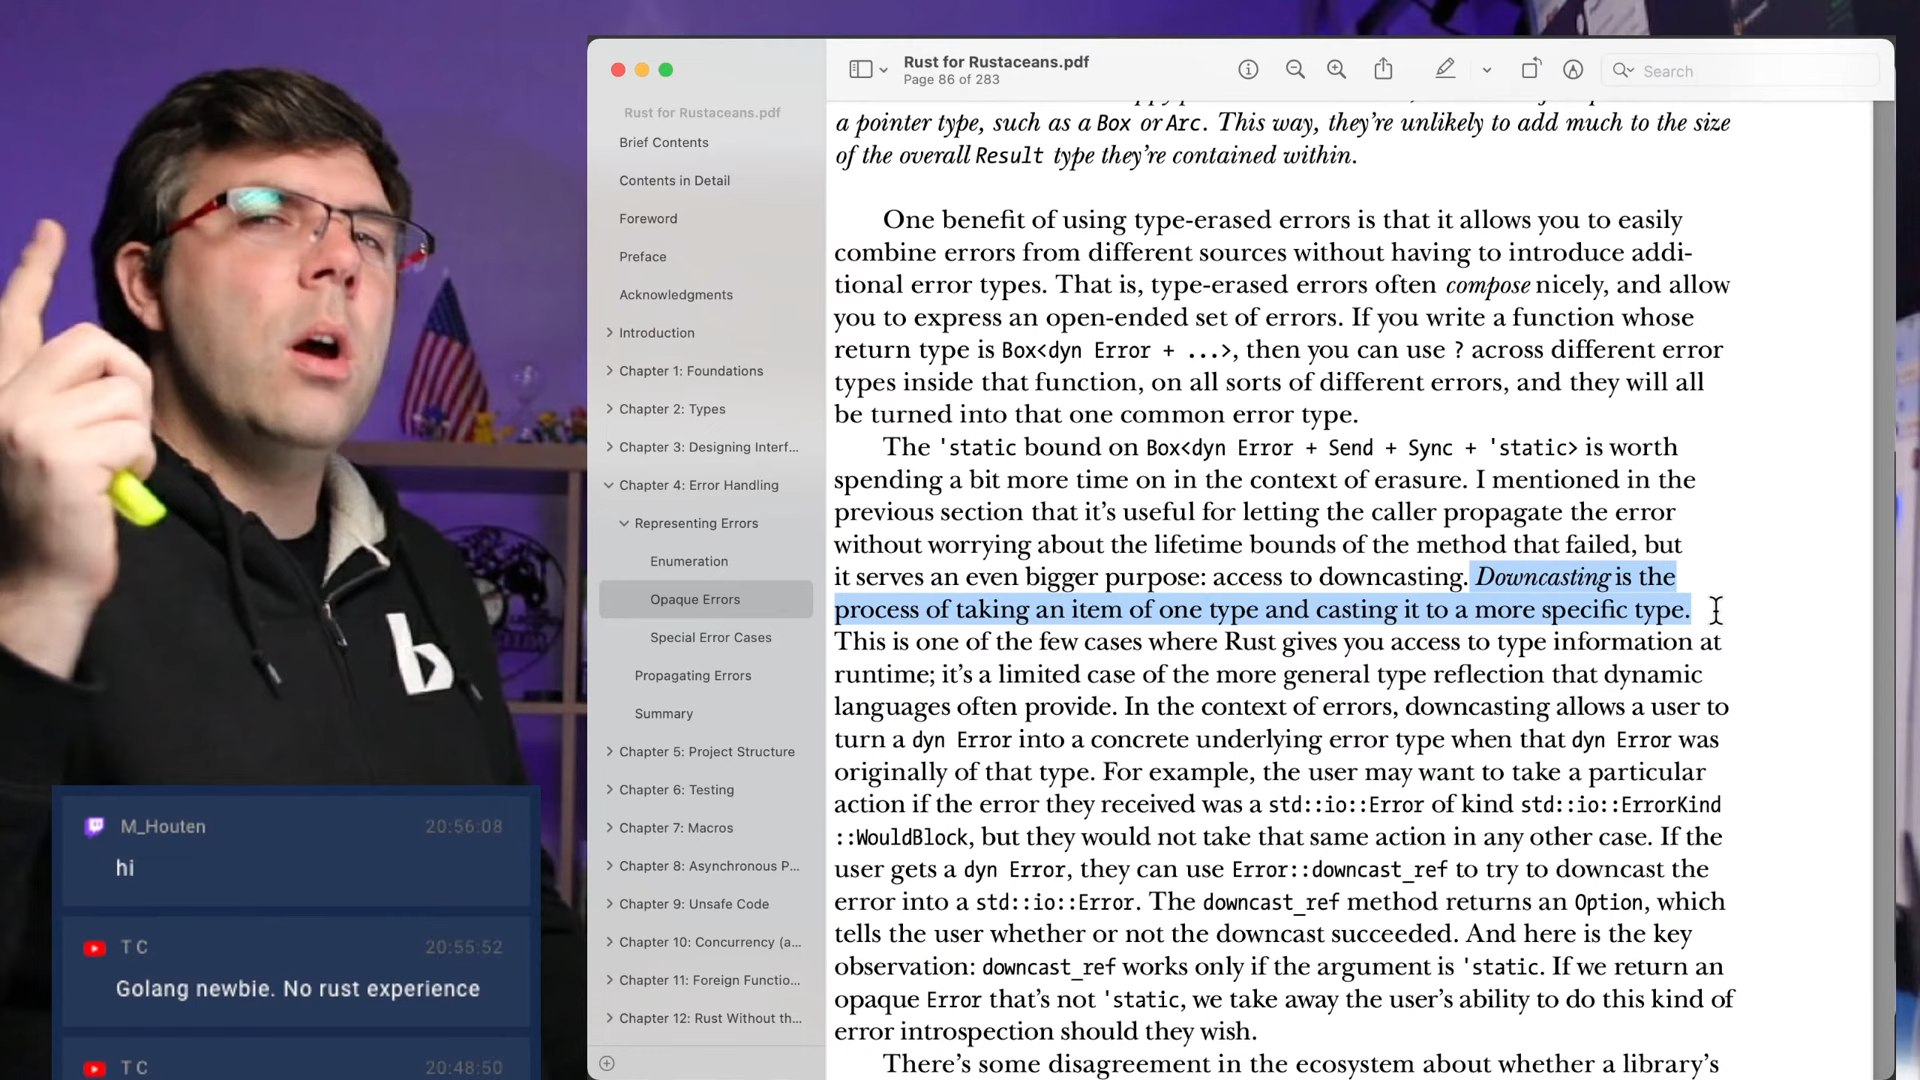 Rust for Rustaceans.pdf
Page 86 of 283
Search
Rust for Rustaceans.pdf
Brief Contents
Contents in Detail
Foreword
Preface
Acknowledgments
Introduction
Chapter 1: Foundations
Chapter 2: Types
Chapter 3: Designing Interf...
Chapter 4: Error Handling
Representing Errors
Enumeration
Opaque Errors
Special Error Cases
Propagating Errors
Summary
Chapter 5: Project Structure
Chapter 6: Testing
Chapter 7: Macros
Chapter 8: Asynchronous P...
Chapter 9: Unsafe Code
Chapter 10: Concurrency (a...
Chapter 11: Foreign Functio...
Chapter 12: Rust Without th...
a pointer type, such as a Box or Arc. This way, they're unlikely to add much to the size
of the overall Result type they're contained within.
One benefit of using type-erased errors is that it allows you to easily
combine errors from different sources without having to introduce addi-
tional error types. That is, type-erased errors often compose nicely, and allow
you to express an open-ended set of errors. If you write a function whose
return type is Box<dyn Error + ...>, then you can use ? across different error
types inside that function, on all sorts of different errors, and they will all
be turned into that one common error type.
The 'static bound on Box<dyn Error + Send + Sync + 'static> is worth
spending a bit more time on in the context of erasure. I mentioned in the
previous section that it's useful for letting the caller propagate the error
without worrying about the lifetime bounds of the method that failed, but
it serves an even bigger purpose: access to downcasting. Downcasting is the
process of taking an item of one type and casting it to a more specific type.
This is one of the few cases where Rust gives you access to type information at
runtime; it's a limited case of the more general type reflection that dynamic
languages often provide. In the context of errors, downcasting allows a user to
turn a dyn Error into a concrete underlying error type when that dyn Error was
originally of that type. For example, the user may want to take a particular
action if the error they received was a std::io::Error of kind std::io::ErrorKind
::WouldBlock, but they would not take that same action in any other case. If the
user gets a dyn Error, they can use Error::downcast_ref to try to downcast the
error into a std::io::Error. The downcast_ref method returns an Option, which
tells the user whether or not the downcast succeeded. And here is the key
observation: downcast_ref works only if the argument is 'static. If we return an
opaque Error that's not 'static, we take away the user's ability to do this kind of
error introspection should they wish.
There's some disagreement in the ecosystem about whether a library's
M_Houten 20:56:08
hi
T C 20:55:52
Golang newbie. No rust experience
T C 20:48:50